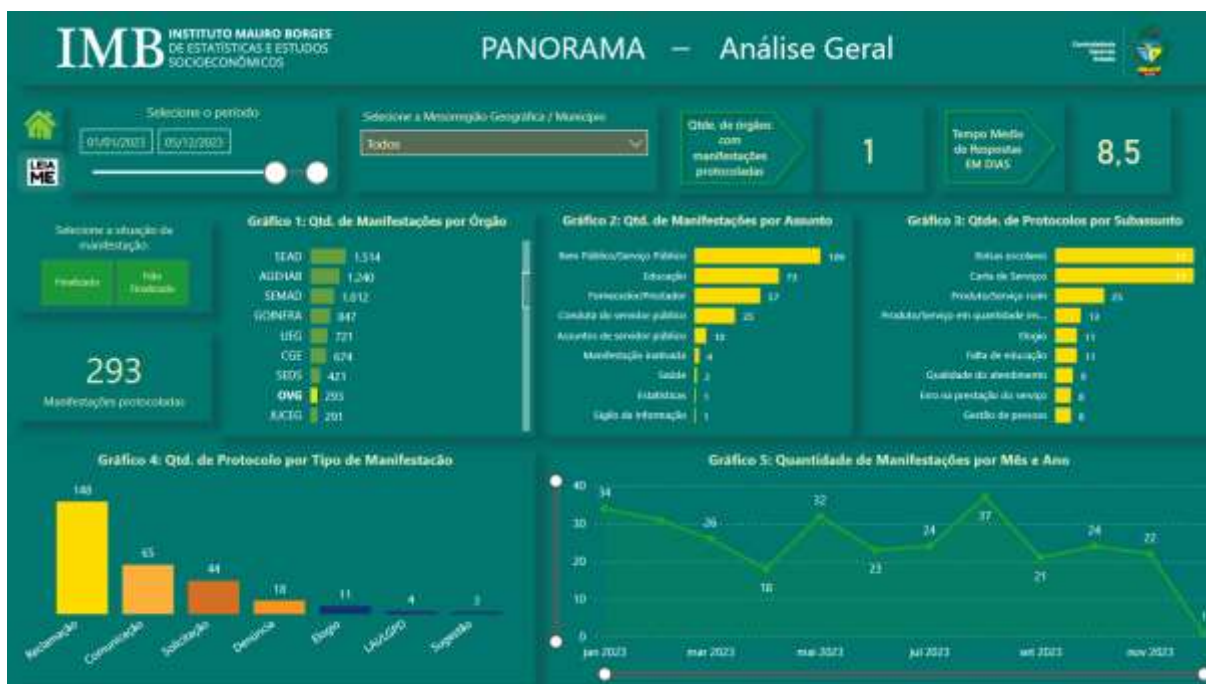 IMB
INSTITUTO MAURO BORGES
DE ESTATÍSTICAS E ESTUDOS
SOCIOECONÔMICOS
PANORAMA – Análise Geral
Selecione o período
01/01/2023 05/12/2023
Selecione a Mesorregião Geográfica / Município
Todos
Qtde. de órgãos
com
manifestações
protocoladas
1
Tempo Médio
de Respostas
EM DIAS
8,5
LEIA
ME
Selecione a situação da
manifestação
Finalizado
Não
Finalizado
293
Manifestações protocoladas
Gráfico 1: Qtd. de Manifestações por Órgão
SEAD 1.514
AGEHAB 1.240
SEMAD 1.012
GOINFRA 847
UEG 721
CGE 674
SEDS 421
OVG 293
JUCEG 291
Gráfico 2: Qtd. de Manifestações por Assunto
Bens Público/Serviço Público
Educação 73
Fornecedor/Prestador 57
Conduta do servidor público 35
Assuntos de servidor público 10
Manifestação inativada 4
Saúde 2
Estatísticas 1
Sigilo da Informação 1
Gráfico 3: Qtde. de Protocolos por Subassunto
Bolsas escolares
Carta de Serviços
Produto/Serviço ruim 25
Produto/Serviço em quantidade ins...
Elogio 11
Falta de educação 11
Qualidade do atendimento 8
Erro na prestação do serviço 8
Gestão de pessoas 8
Gráfico 4: Qtd. de Protocolo por Tipo de Manifestacão
148
65
44
18
11
4
3
Reclamação
Comunicação
Solicitação
Denúncia
Elogio
LAI/LGPD
Sugestão
Gráfico 5: Quantidade de Manifestações por Mês e Ano
40
30
20
10
0
34
26
18
32
23
24
37
21
24
22
1
jan 2023
mar 2023
mai 2023
jul 2023
set 2023
nov 2023